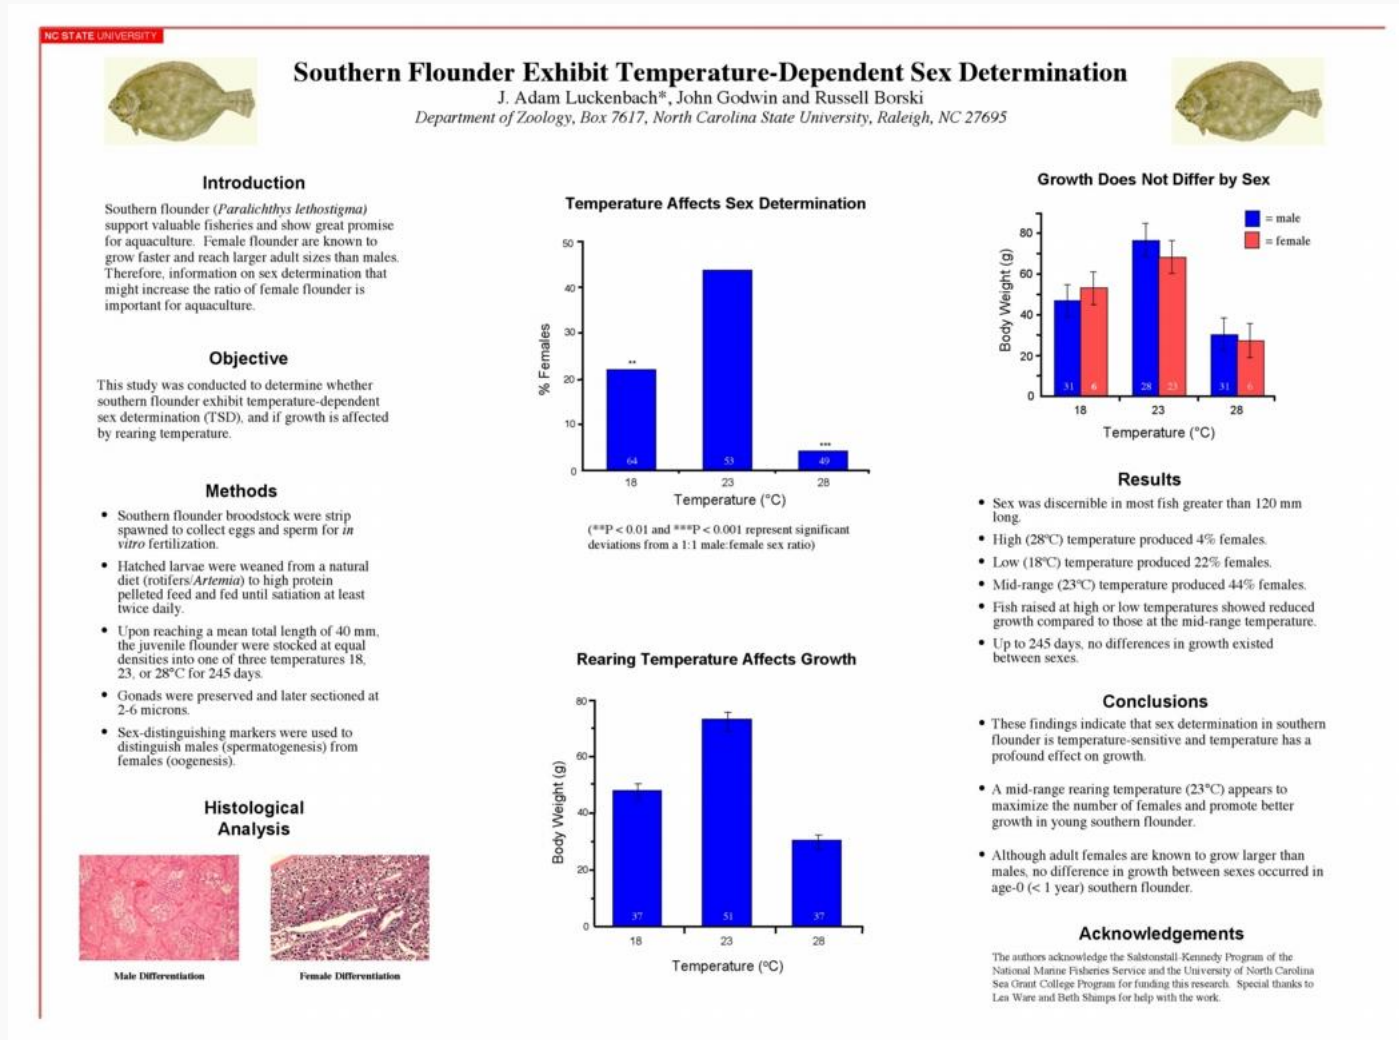 NC STATE UNIVERSITY
Southern Flounder Exhibit Temperature-Dependent Sex Determination
J. Adam Luckenbach*, John Godwin and Russell Borski
Department of Zoology, Box 7617, North Carolina State University, Raleigh, NC 27695
Introduction
Southern flounder (Paralichthys lethostigma)
support valuable fisheries and show great promise
for aquaculture. Female flounder are known to
grow faster and reach larger adult sizes than males.
Therefore, information on sex determination that
might increase the ratio of female flounder is
important for aquaculture.
Objective
This study was conducted to determine whether
southern flounder exhibit temperature-dependent
sex determination (TSD), and if growth is affected
by rearing temperature.
Methods
• Southern flounder broodstock were strip
spawned to collect eggs and sperm for in
vitro fertilization.
• Hatched larvae were weaned from a natural
diet (rotifers/Artemia) to high protein
pelleted feed and fed until satiation at least
twice daily.
• Upon reaching a mean total length of 40 mm,
the juvenile flounder were stocked at equal
densities into one of three temperatures 18,
23, or 28°C for 245 days.
• Gonads were preserved and later sectioned at
2-6 microns.
• Sex-distinguishing markers were used to
distinguish males (spermatogenesis) from
females (oogenesis).
Histological
Analysis
Male Differentiation
Female Differentiation
Temperature Affects Sex Determination
% Females
50
40
30
20
10
0
**
***
64
53
49
18
23
28
Temperature (°C)
(**P < 0.01 and ***P < 0.001 represent significant
deviations from a 1:1 male:female sex ratio)
Rearing Temperature Affects Growth
Body Weight (g)
80
60
40
20
0
37
51
37
18
23
28
Temperature (ºC)
Growth Does Not Differ by Sex
= male
= female
Body Weight (g)
80
60
40
20
0
31
6
28
23
31
6
18
23
28
Temperature (°C)
Results
• Sex was discernible in most fish greater than 120 mm
long.
• High (28ºC) temperature produced 4% females.
• Low (18ºC) temperature produced 22% females.
• Mid-range (23ºC) temperature produced 44% females.
• Fish raised at high or low temperatures showed reduced
growth compared to those at the mid-range temperature.
• Up to 245 days, no differences in growth existed
between sexes.
Conclusions
• These findings indicate that sex determination in southern
flounder is temperature-sensitive and temperature has a
profound effect on growth.
• A mid-range rearing temperature (23°C) appears to
maximize the number of females and promote better
growth in young southern flounder.
• Although adult females are known to grow larger than
males, no difference in growth between sexes occurred in
age-0 (< 1 year) southern flounder.
Acknowledgements
The authors acknowledge the Salstonstall-Kennedy Program of the
National Marine Fisheries Service and the University of North Carolina
Sea Grant College Program for funding this research. Special thanks to
Lea Ware and Beth Shimps for help with the work.